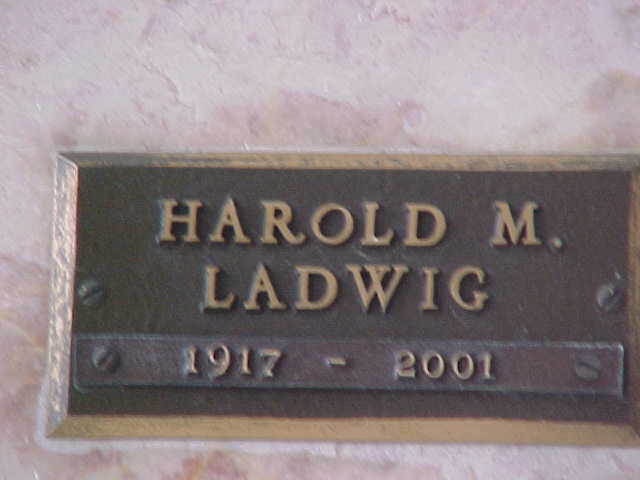 HAROLD M.
LADWIG
1917 - 2001